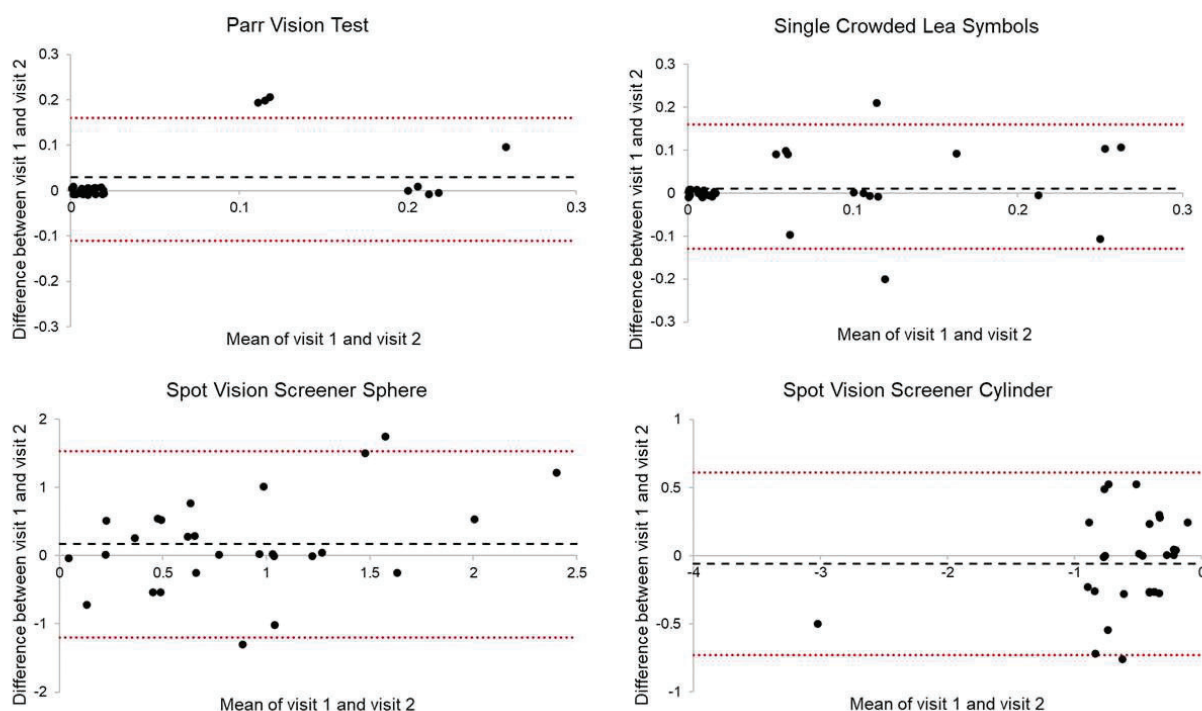 Parr Vision Test
Difference between visit 1 and visit 2
0.3
0.2
0.1
0
-0.1
-0.2
-0.3
0 0.1 0.2 0.3
Mean of visit 1 and visit 2
Single Crowded Lea Symbols
Difference between visit 1 and visit 2
0.3
0.2
0.1
0.0
-0.1
-0.2
-0.3
0 0.1 0.2 0.3
Mean of visit 1 and visit 2
Spot Vision Screener Sphere
Difference between visit 1 and visit 2
2
1
0
-1
-2
0 0.5 1 1.5 2 2.5
Mean of visit 1 and visit 2
Spot Vision Screener Cylinder
Difference between visit 1 and visit 2
1
0.5
0
-0.5
-1
-4 -3 -2 -1 0
Mean of visit 1 and visit 2